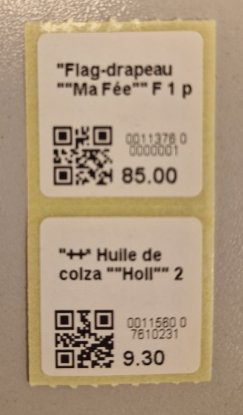 "Flag-drapeau
""Ma Fée"" F 1 p
0011376 0
0000001
85.00
"++* Huile de
colza ""Holl"" 2
0011580 0
7610231
9.30